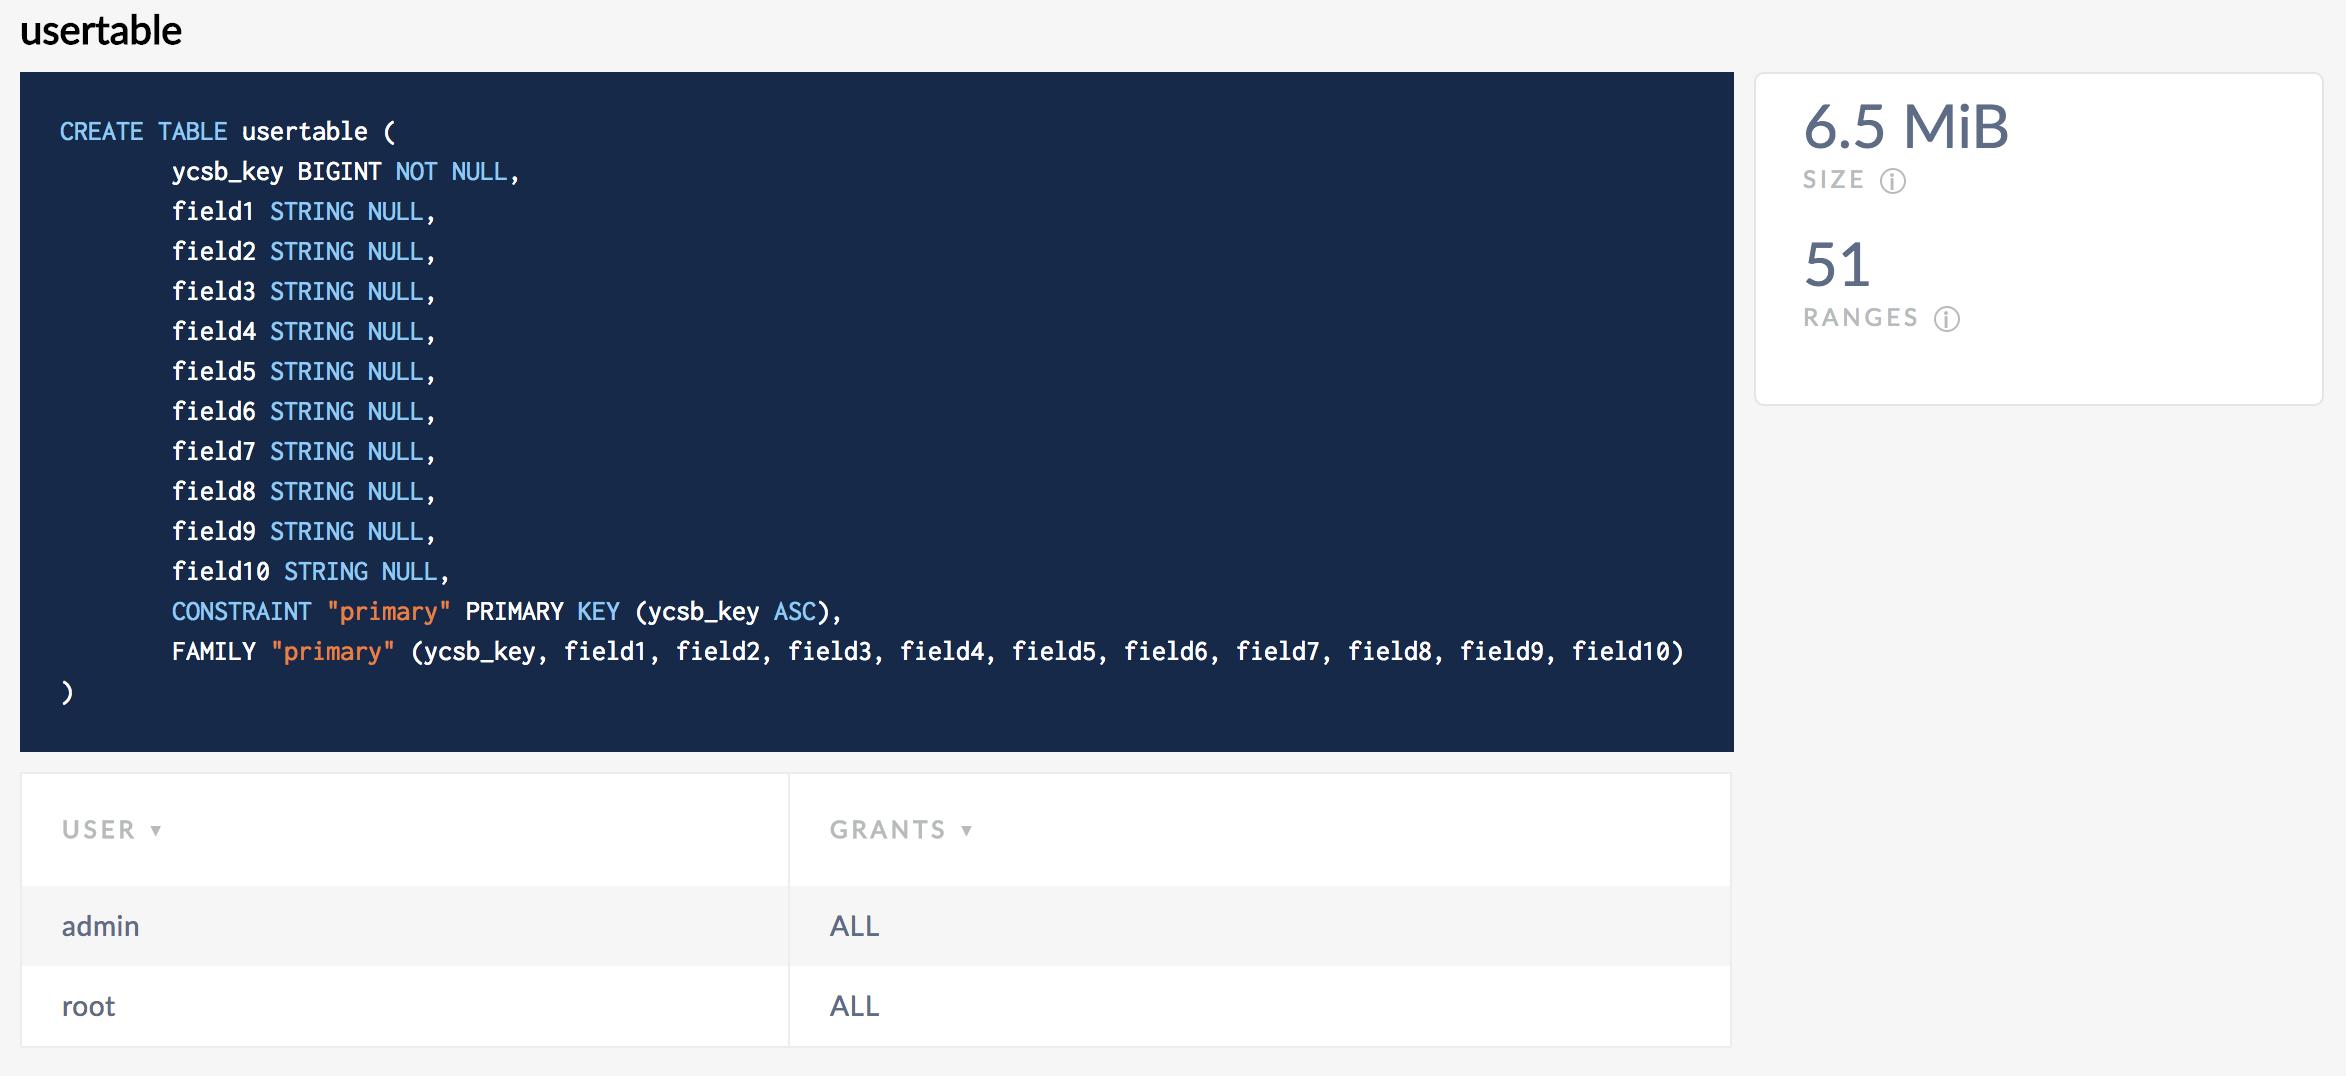 usertable
CREATE TABLE usertable (
ycsb_key BIGINT NOT NULL,
field1 STRING NULL,
field2 STRING NULL,
field3 STRING NULL,
field4 STRING NULL,
field5 STRING NULL,
field6 STRING NULL,
field7 STRING NULL,
field8 STRING NULL,
field9 STRING NULL,
field10 STRING NULL,
CONSTRAINT "primary" PRIMARY KEY (ycsb_key ASC),
FAMILY "primary" (ycsb_key, field1, field2, field3, field4, field5, field6, field7, field8, field9, field10)
)
6.5 MiB
SIZE
51
RANGES
USER ▼ GRANTS ▼
admin ALL
root ALL